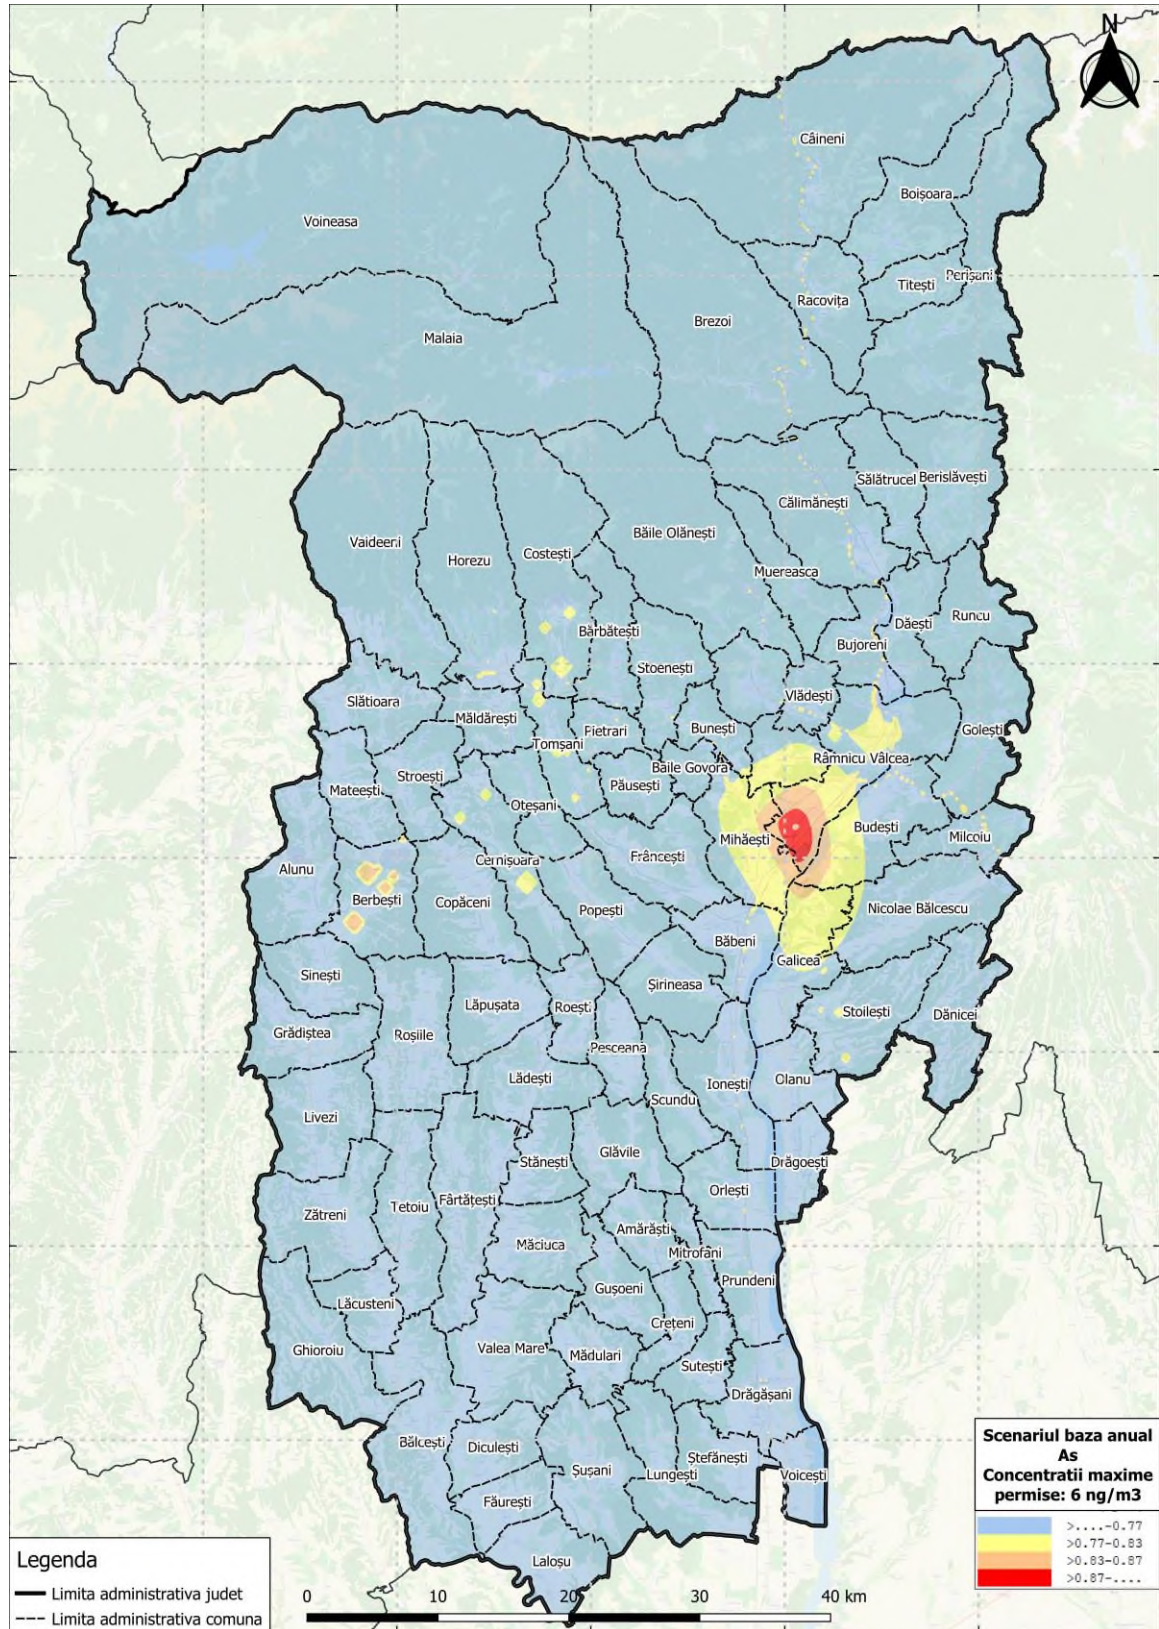 N
Câineni
Boișoara
Voineasa
Perișani
Titești
Racovița
Brezoi
Malaia
Sălătrucel
Berislăvești
Călimănești
Băile Olănești
Vaideeni
Costești
Horezu
Muereasca
Runcu
Dăești
Bărbătești
Bujoreni
Stoenești
Vlădești
Slătioara
Măldărești
Fietrari
Bunești
Golești
Tomșani
Râmnicu Vâlcea
Baile Govora
Stroești
Păusești
Mateești
Oteșani
Budești
Mihăești
Milcoiu
Frâncești
Cernișoara
Alunu
Berbești
Copăceni
Popești
Nicolae Bălcescu
Băbeni
Galicea
Sinești
Șirineasa
Lăpușata
Roești
Stoilești
Dănicei
Grădiștea
Roșiile
Pesceana
Lădești
Olanu
Ionești
Scundu
Livezi
Glăvile
Stănești
Drăgoești
Orlești
Fârtățești
Tetoiu
Zătreni
Amărăști
Măciuca
Mitrofani
Prundeni
Gușoeni
Lăcusteni
Crețeni
Ghioroiu
Valea Mare
Mădulari
Sutești
Drăgășani
Bălcești
Diculești
Ștefănești
Șușani
Lungești
Voicești
Făurești
Lalosu
Scenariul baza anual
As
Concentratii maxime
permise: 6 ng/m3
>....-0.77
>0.77-0.83
>0.83-0.87
>0.87-....
Legenda
Limita administrativa judet
Limita administrativa comuna
0 10 20 30 40 km